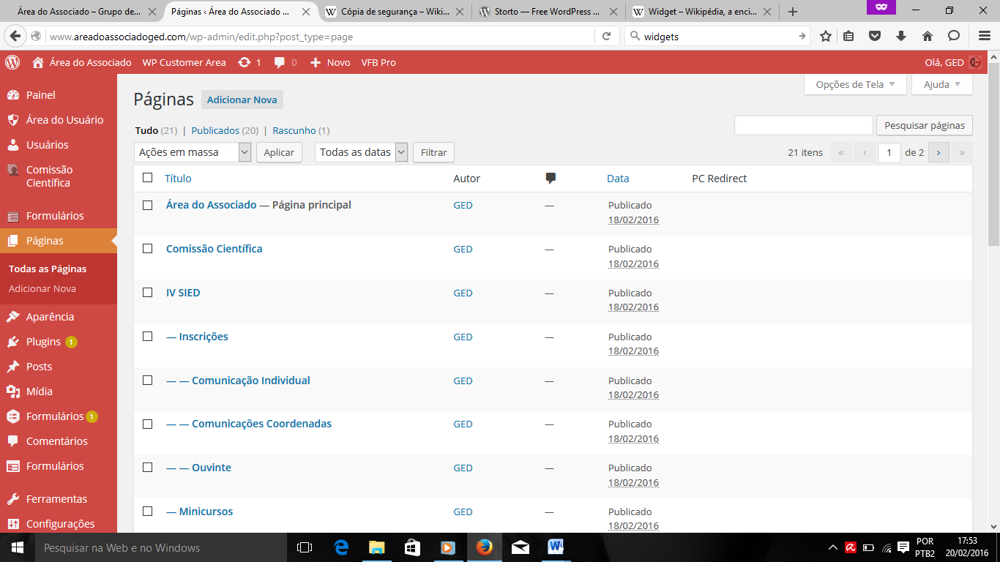 Área do Associado – Grupo de...
Páginas ‹ Área do Associado ...
Cópia de segurança – Wiki...
Storto — Free WordPress ...
Widget – Wikipédia, a enci...
www.areadoassociadoged.com/wp-admin/edit.php?post_type=page
widgets
Área do Associado
WP Customer Area
1
0
Novo
VFB Pro
Olá, GED
Painel
Área do Usuário
Usuários
Comissão
Científica
Formulários
Páginas
Todas as Páginas
Adicionar Nova
Aparência
Plugins 1
Posts
Mídia
Formulários 1
Comentários
Formulários
Ferramentas
Configurações
Opções de Tela
Ajuda
Páginas Adicionar Nova
Tudo (21) | Publicados (20) | Rascunho (1)
Pesquisar páginas
Ações em massa Aplicar Todas as datas Filtrar
21 itens « ‹ 1 de 2 › »
Título Autor Data PC Redirect
Área do Associado — Página principal GED — Publicado
18/02/2016
Comissão Científica GED — Publicado
18/02/2016
IV SIED GED — Publicado
18/02/2016
— Inscrições GED — Publicado
18/02/2016
— — Comunicação Individual GED — Publicado
18/02/2016
— — Comunicações Coordenadas GED — Publicado
18/02/2016
— — Ouvinte GED — Publicado
18/02/2016
— Minicursos GED — Publicado
18/02/2016
Pesquisar na Web e no Windows
POR
PTB2
17:53
20/02/2016